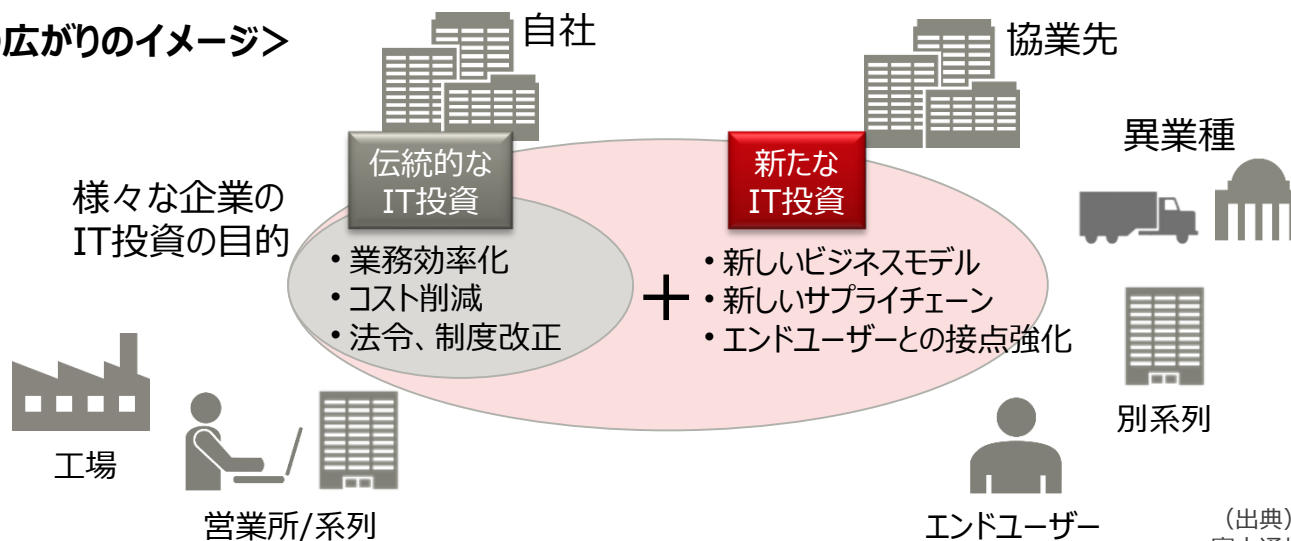 広がりのイメージ＞
自社
協業先
異業種
伝統的な
IT投資
新たな
IT投資
様々な企業の
IT投資の目的
・業務効率化
・コスト削減
・法令、制度改正
＋
・新しいビジネスモデル
・新しいサプライチェーン
・エンドユーザーとの接点強化
工場
営業所/系列
別系列
エンドユーザー
（出典）